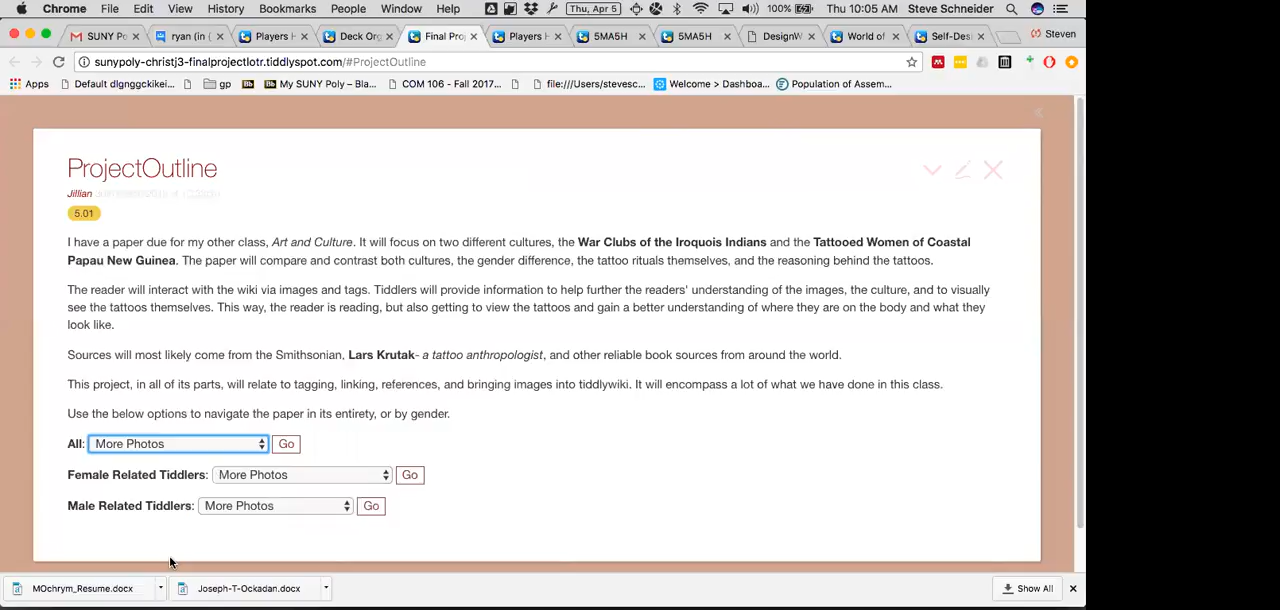 Chrome File Edit View History Bookmarks People Window Help Thu, Apr 5 100% Thu 10:05 AM Steve Schneider
SUNY Po ryan (in ( Players H Deck Org Final Proj Players H 5MA5H 5MA5H DesignW World of Self-Des Steven
sunypoly-christj3-finalprojectlotr.tiddlyspot.com/#ProjectOutline
Apps Default dlgnggckikei... gp Bb Bb My SUNY Poly – Bla... COM 106 - Fall 2017... file:///Users/stevesc... Welcome > Dashboa... Population of Assem...
ProjectOutline
Jillian
5.01
I have a paper due for my other class, Art and Culture. It will focus on two different cultures, the War Clubs of the Iroquois Indians and the Tattooed Women of Coastal
Papau New Guinea. The paper will compare and contrast both cultures, the gender difference, the tattoo rituals themselves, and the reasoning behind the tattoos.
The reader will interact with the wiki via images and tags. Tiddlers will provide information to help further the readers' understanding of the images, the culture, and to visually
see the tattoos themselves. This way, the reader is reading, but also getting to view the tattoos and gain a better understanding of where they are on the body and what they
look like.
Sources will most likely come from the Smithsonian, Lars Krutak- a tattoo anthropologist, and other reliable book sources from around the world.
This project, in all of its parts, will relate to tagging, linking, references, and bringing images into tiddlywiki. It will encompass a lot of what we have done in this class.
Use the below options to navigate the paper in its entirety, or by gender.
All: More Photos Go
Female Related Tiddlers: More Photos Go
Male Related Tiddlers: More Photos Go
MOchrym_Resume.docx Joseph-T-Ockadan.docx Show All